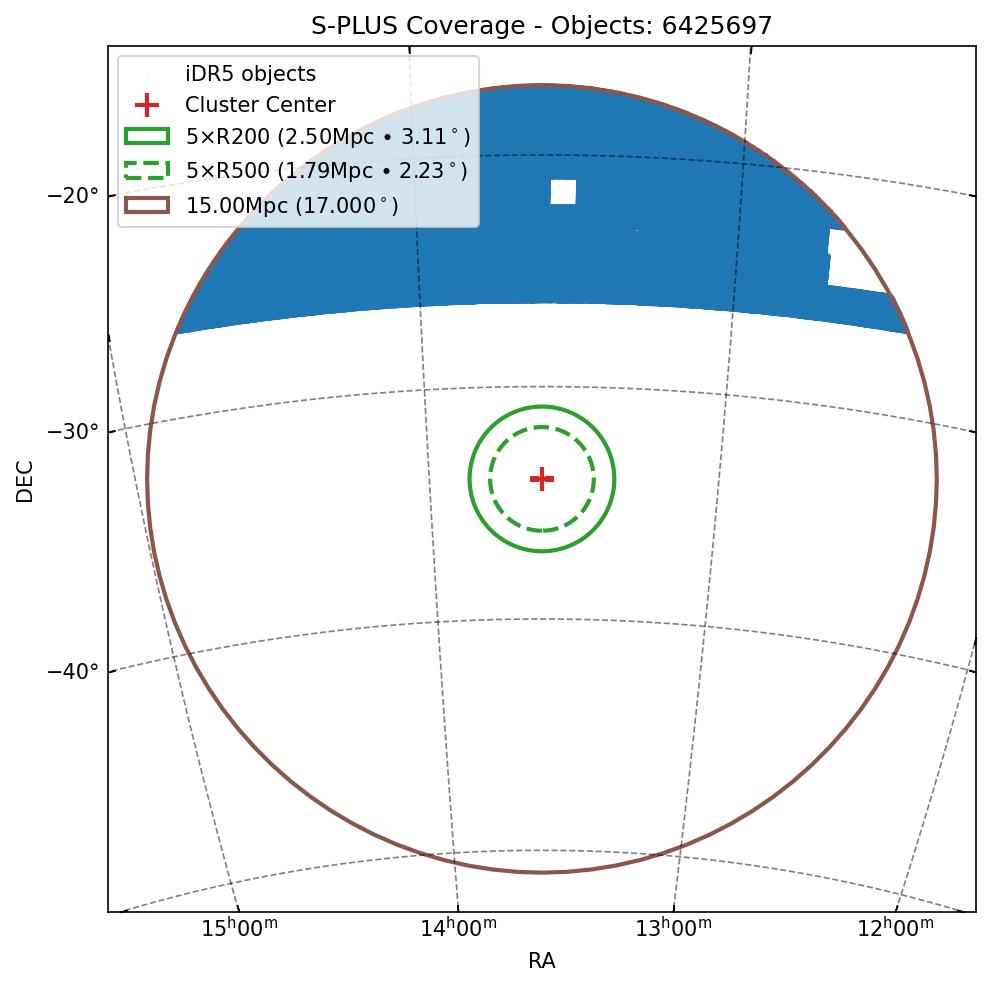 S-PLUS Coverage - Objects: 6425697
iDR5 objects
Cluster Center
5×R200 (2.50Mpc • 3.11°)
5×R500 (1.79Mpc • 2.23°)
15.00Mpc (17.000°)
−20°
−30°
−40°
DEC
15ʰ00ᵐ 14ʰ00ᵐ 13ʰ00ᵐ 12ʰ00ᵐ
RA